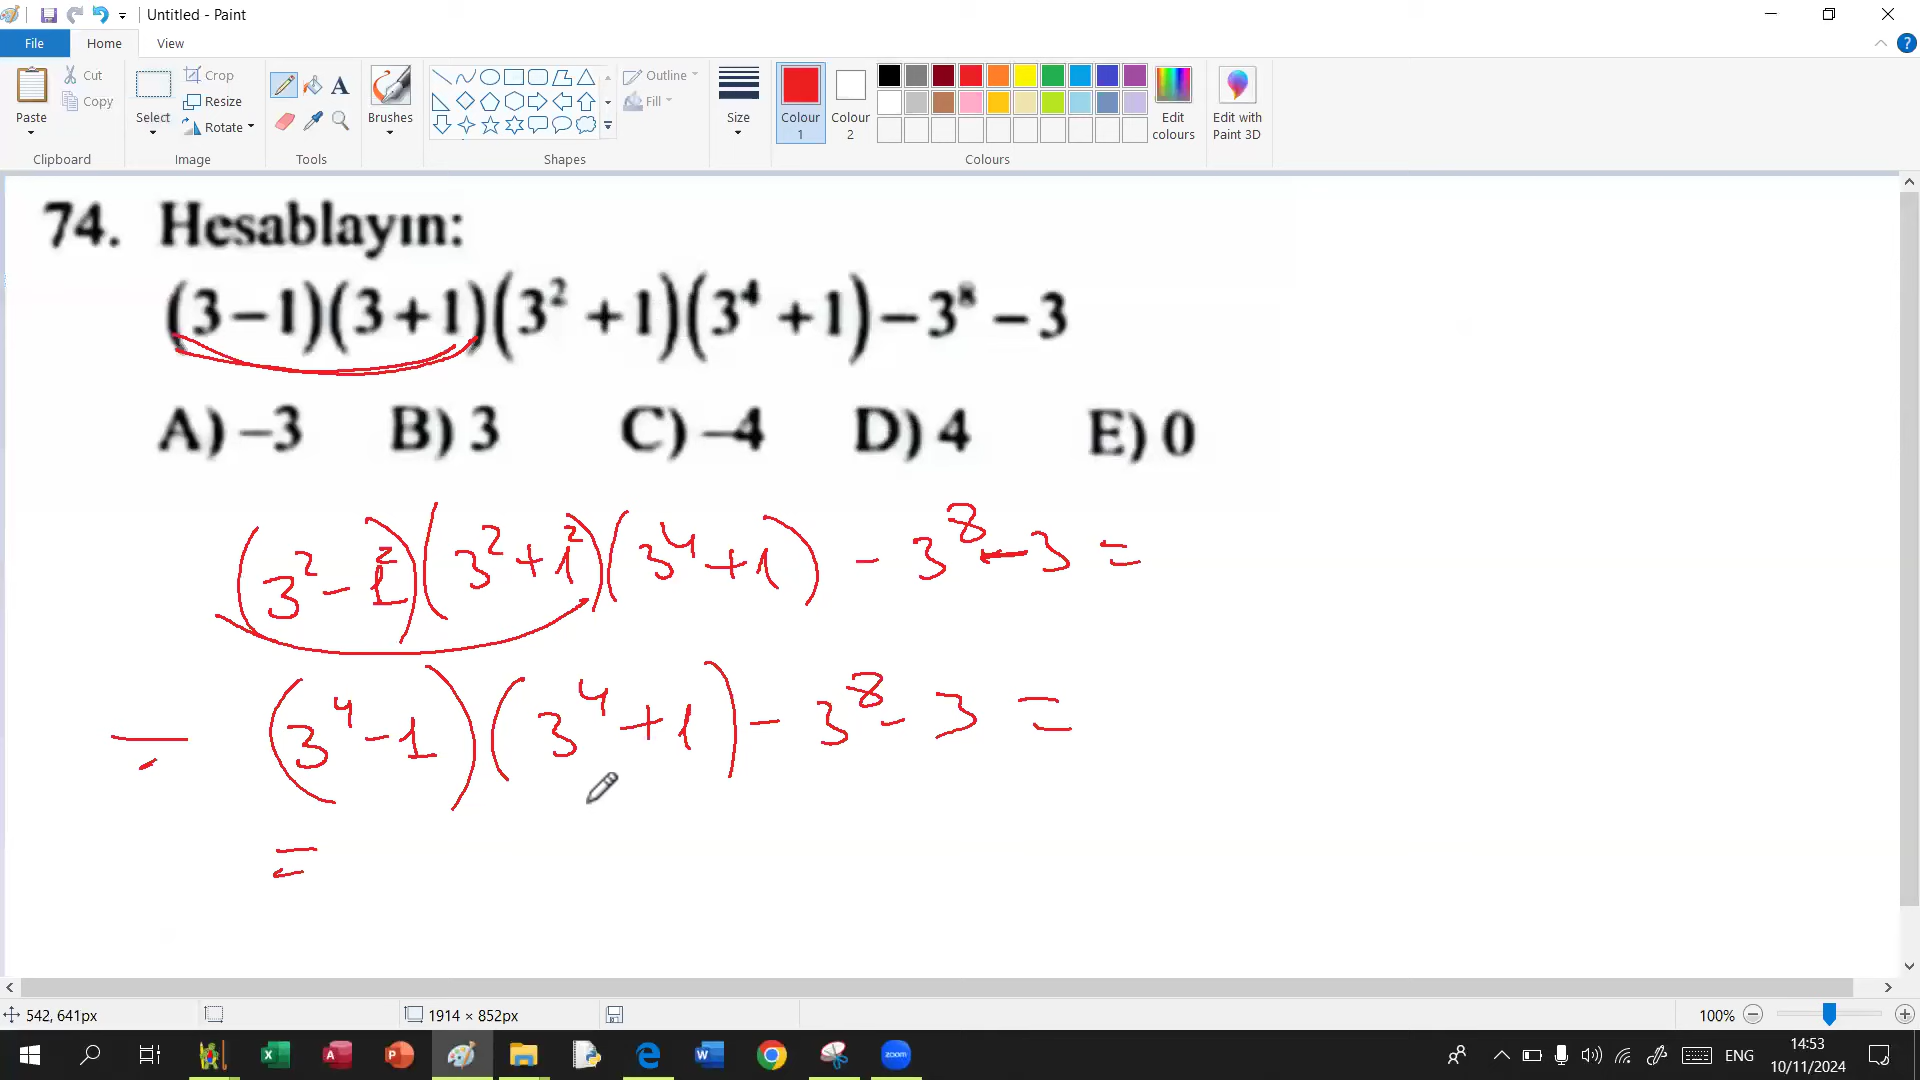 Untitled - Paint
File Home View
Paste
Cut
Copy
Clipboard
Select
Crop
Resize
Rotate
Image
A
Tools
Brushes
Outline
Fill
Shapes
Size
Colour 1
Colour 2
Edit colours
Edit with Paint 3D
Colours
74. Hesablayın:
(3−1)(3+1)(3² +1)(3⁴ +1)−3⁸ −3
A) −3 B) 3 C) −4 D) 4 E) 0
(3² − 1²)(3² + 1²)(3⁴ + 1) − 3⁸ − 3 =
(3⁴ − 1)(3⁴ + 1) − 3⁸ − 3 =
=
542, 641px
1914 × 852px
100%
zoom
ENG
14:53
10/11/2024